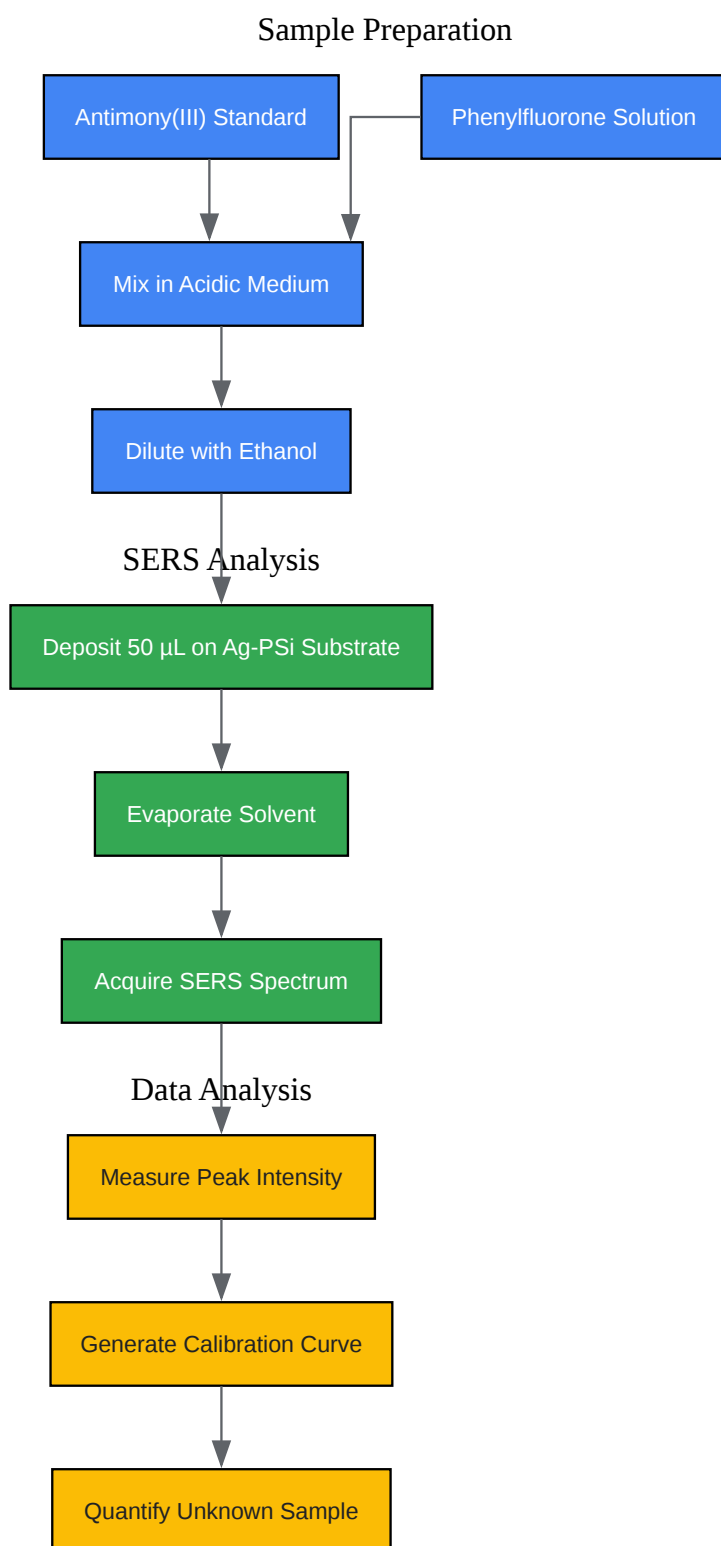 Sample Preparation
Antimony(III) Standard
Phenylfluorone Solution
Mix in Acidic Medium
Dilute with Ethanol
SERS Analysis
Deposit 50 µL on Ag-PSi Substrate
Evaporate Solvent
Acquire SERS Spectrum
Data Analysis
Measure Peak Intensity
Generate Calibration Curve
Quantify Unknown Sample